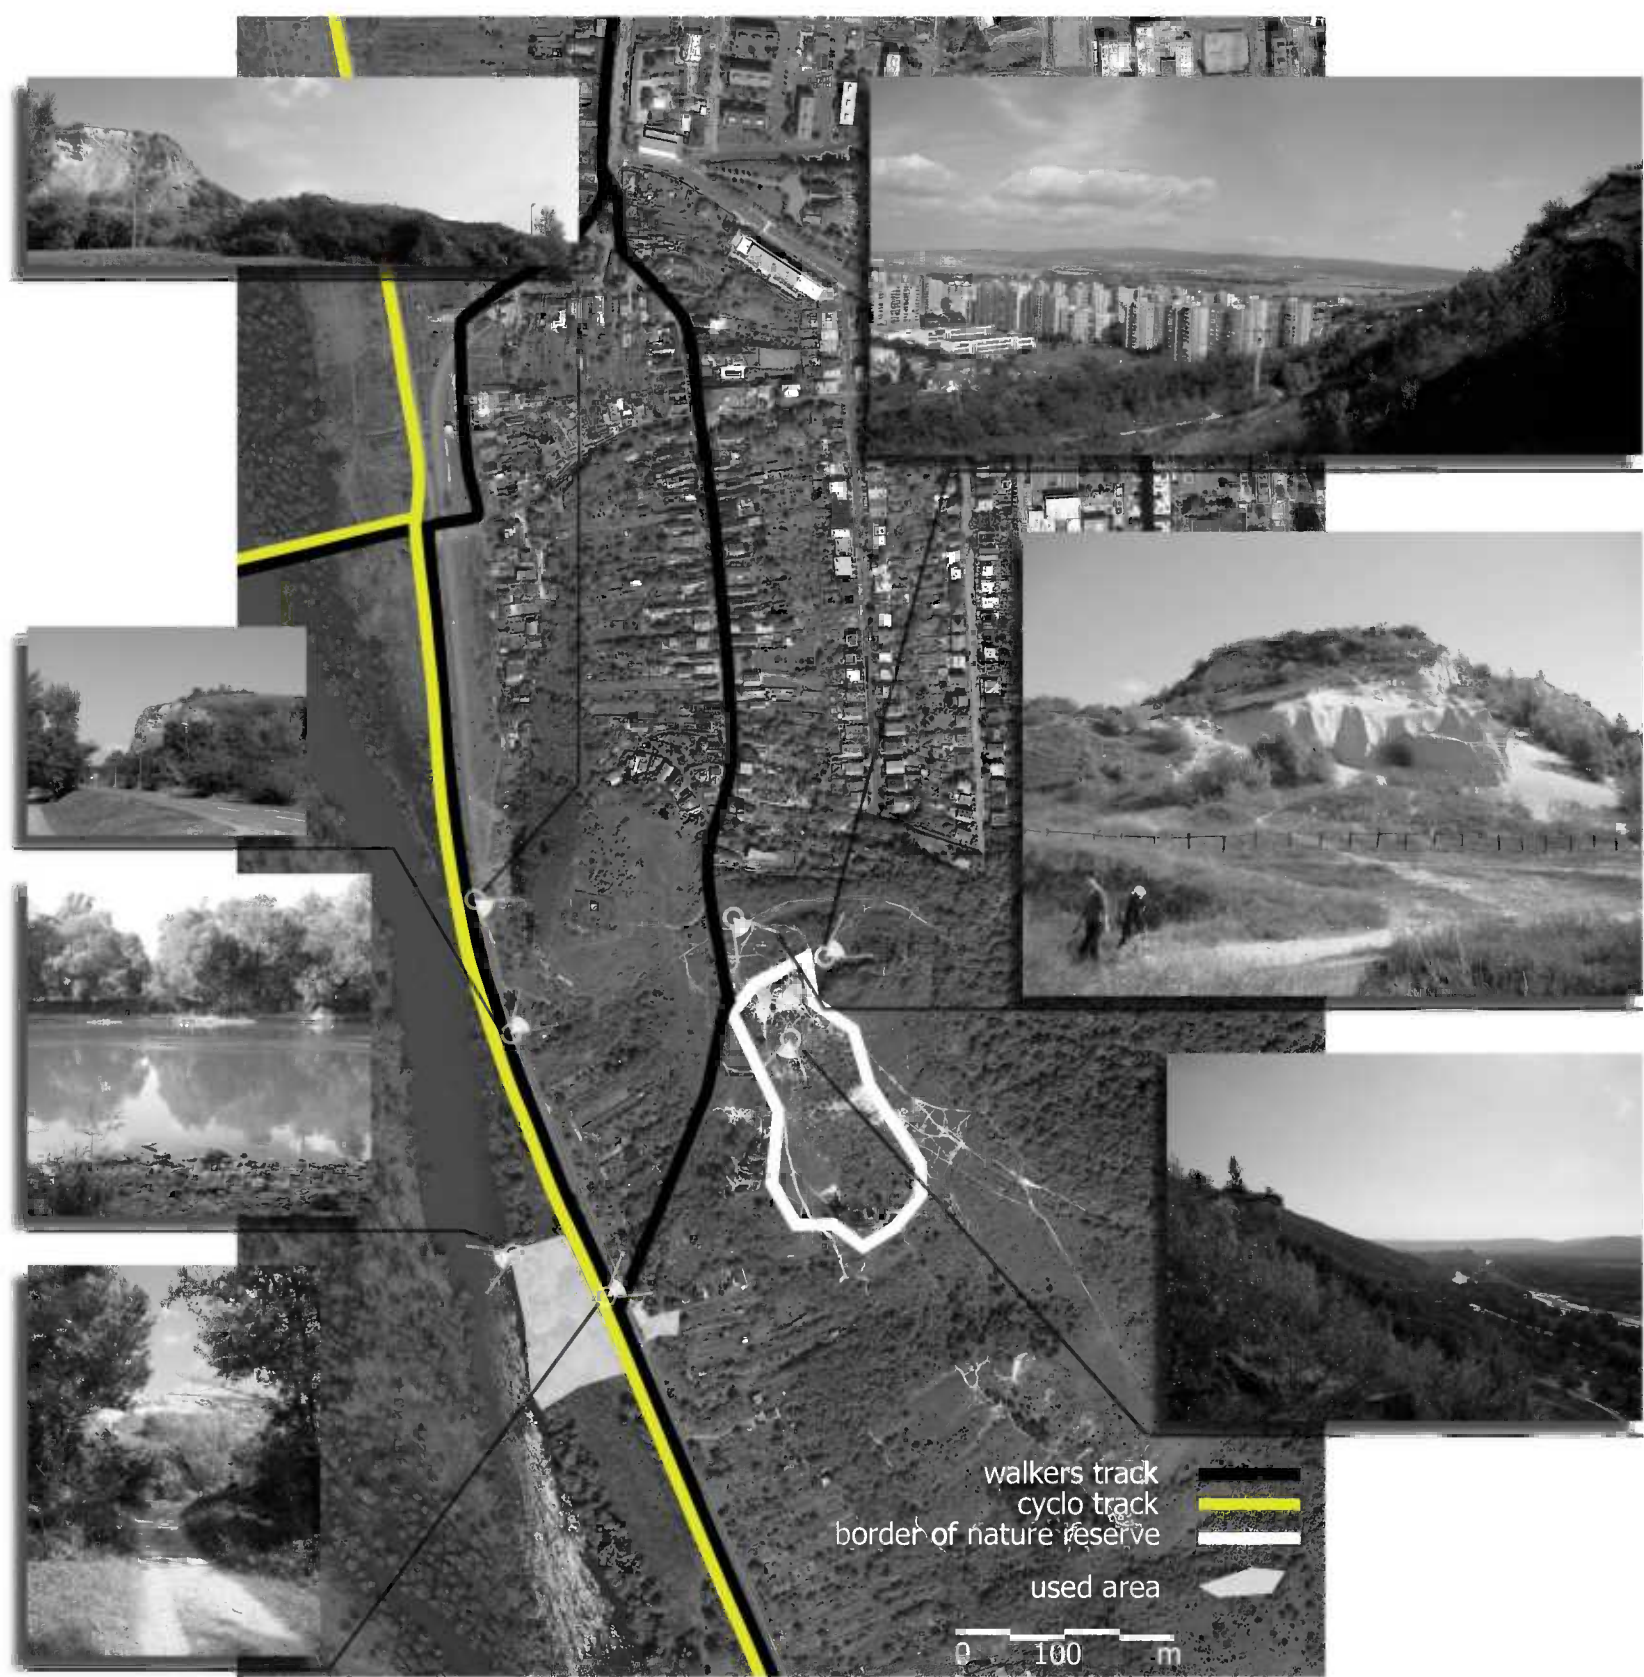 walkers track
cyclo track
border of nature reserve
used area
0 100 m